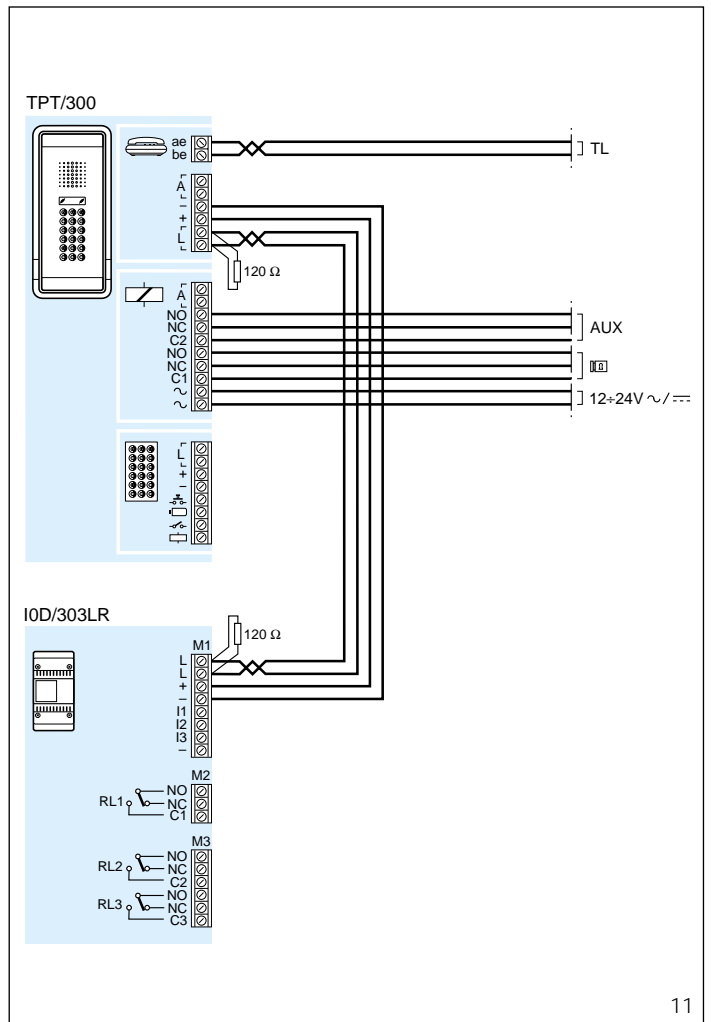 TPT/300
ae
be
TL
A
–
+
L
120 Ω
A
NO
NC
C2
AUX
NO
NC
C1
∿
∿
12÷24V ∿/⎓
L
+
–
I0D/303LR
120 Ω
M1
L
L
+
–
I1
I2
I3
–
M2
RL1
NO
NC
C1
M3
RL2
NO
NC
C2
RL3
NO
NC
C3
11